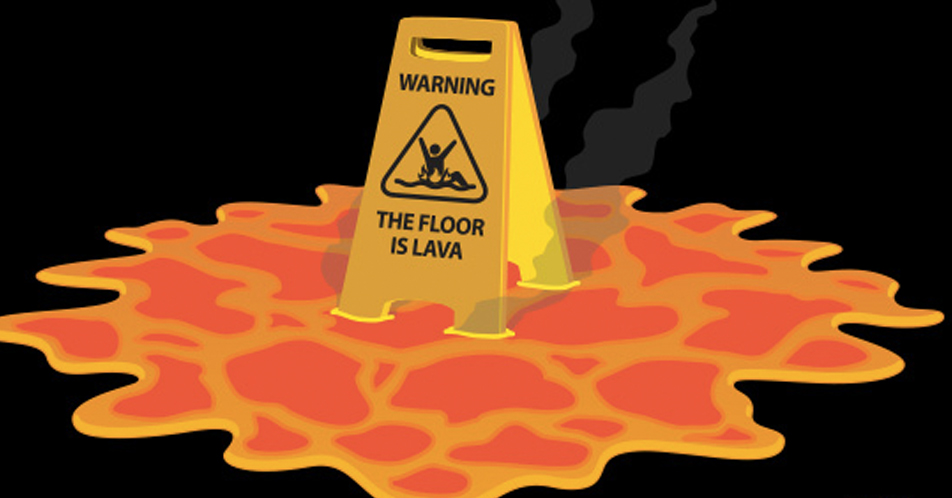 WARNING
THE FLOOR
IS LAVA